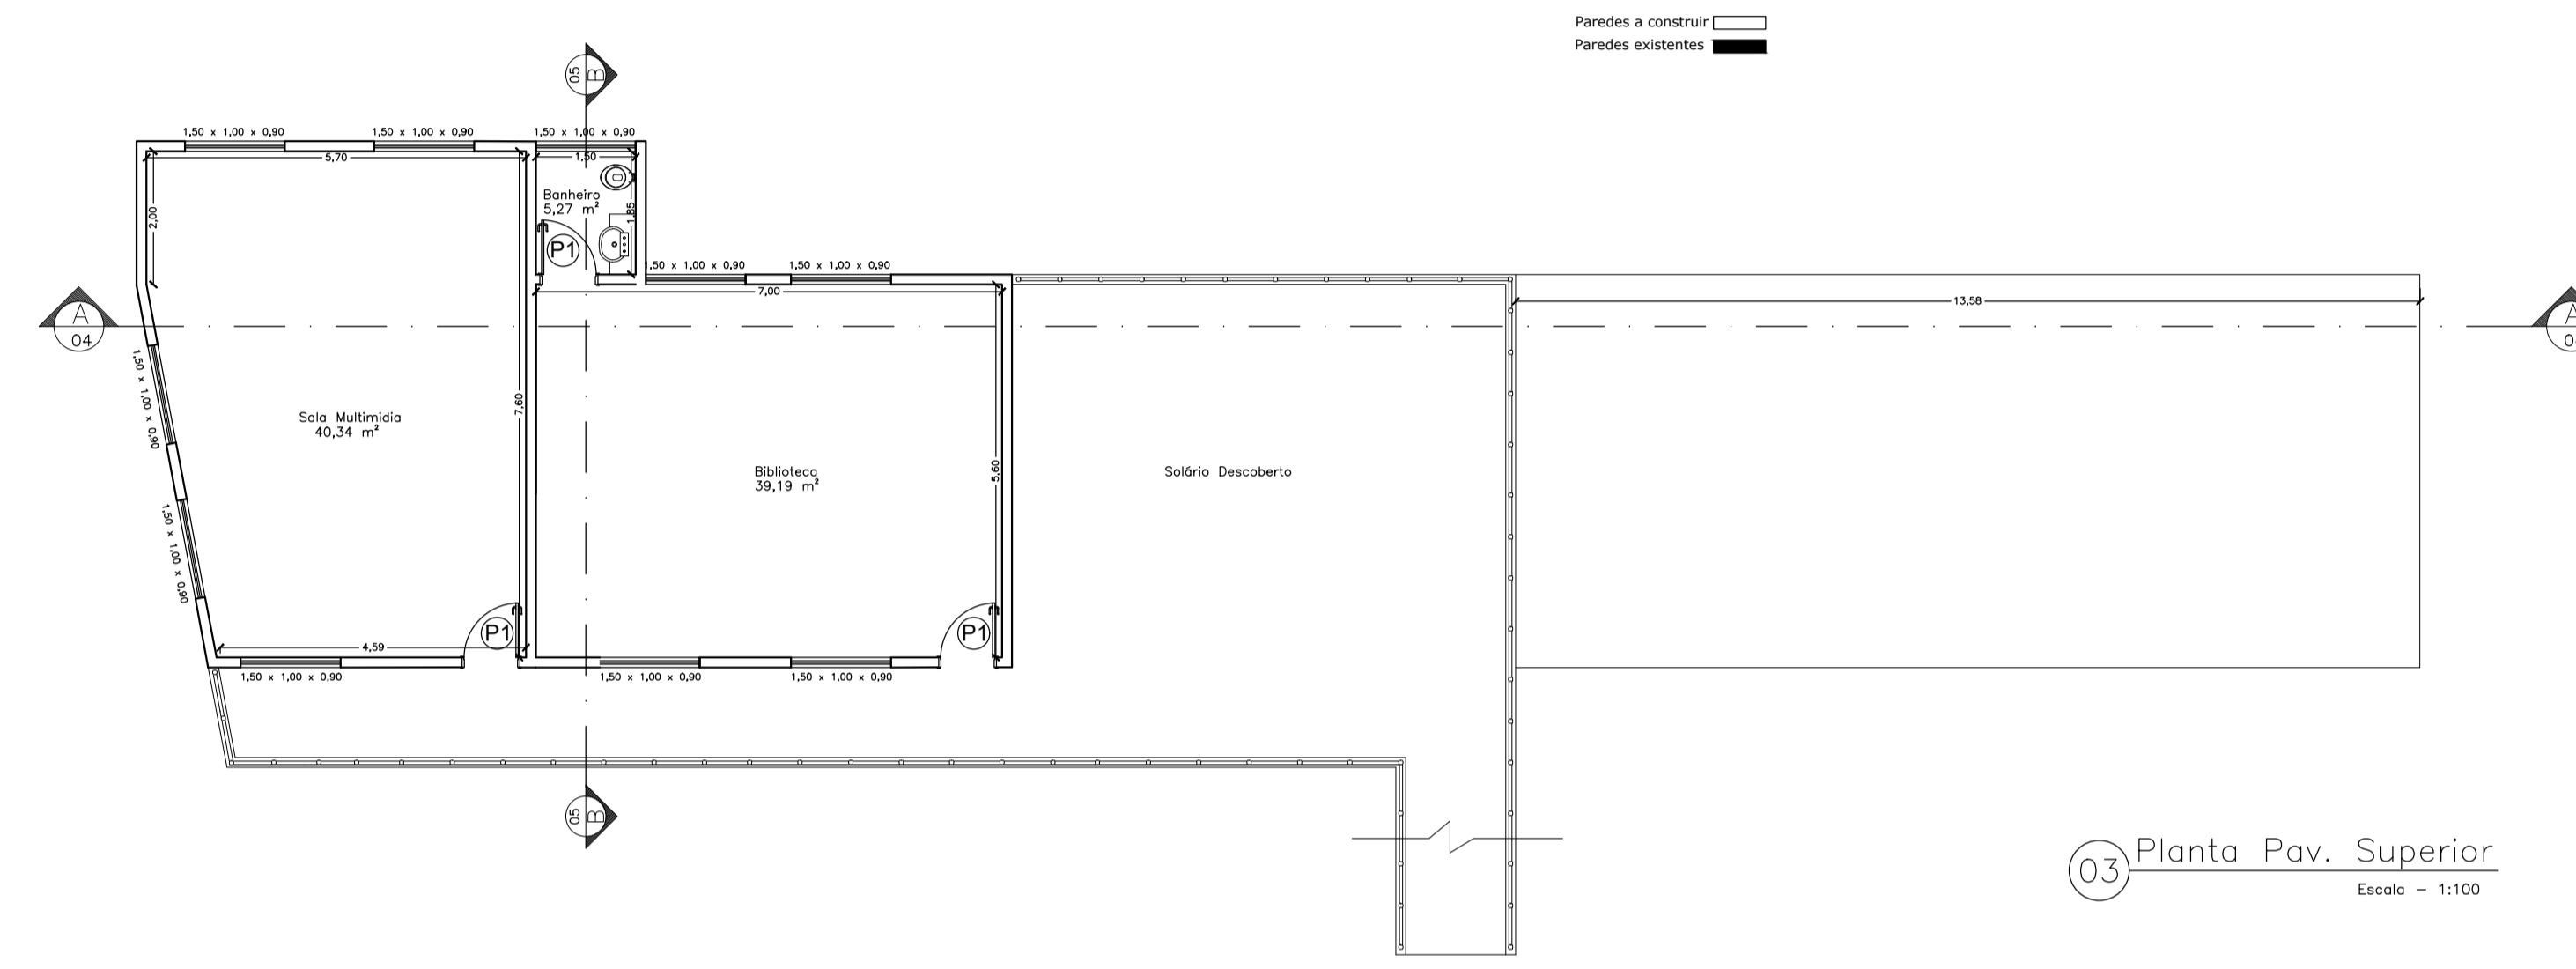 Paredes a construir
Paredes existentes
05
B
1,50 x 1,00 x 0,90
1,50 x 1,00 x 0,90
1,50 x 1,00 x 0,90
5,70
1,50
Banheiro
5,27 m²
2,00
1,85
P1
,50 x 1,00 x 0,90
1,50 x 1,00 x 0,90
7,00
13,58
A
04
A
1,50 x 1,00 x 0,90
7,60
Sala Multimidia
40,34 m²
Biblioteca
39,19 m²
5,60
Solário Descoberto
1,50 x 1,00 x 0,90
P1
P1
4,59
1,50 x 1,00 x 0,90
1,50 x 1,00 x 0,90
1,50 x 1,00 x 0,90
05
B
03
Planta Pav. Superior
Escala - 1:100